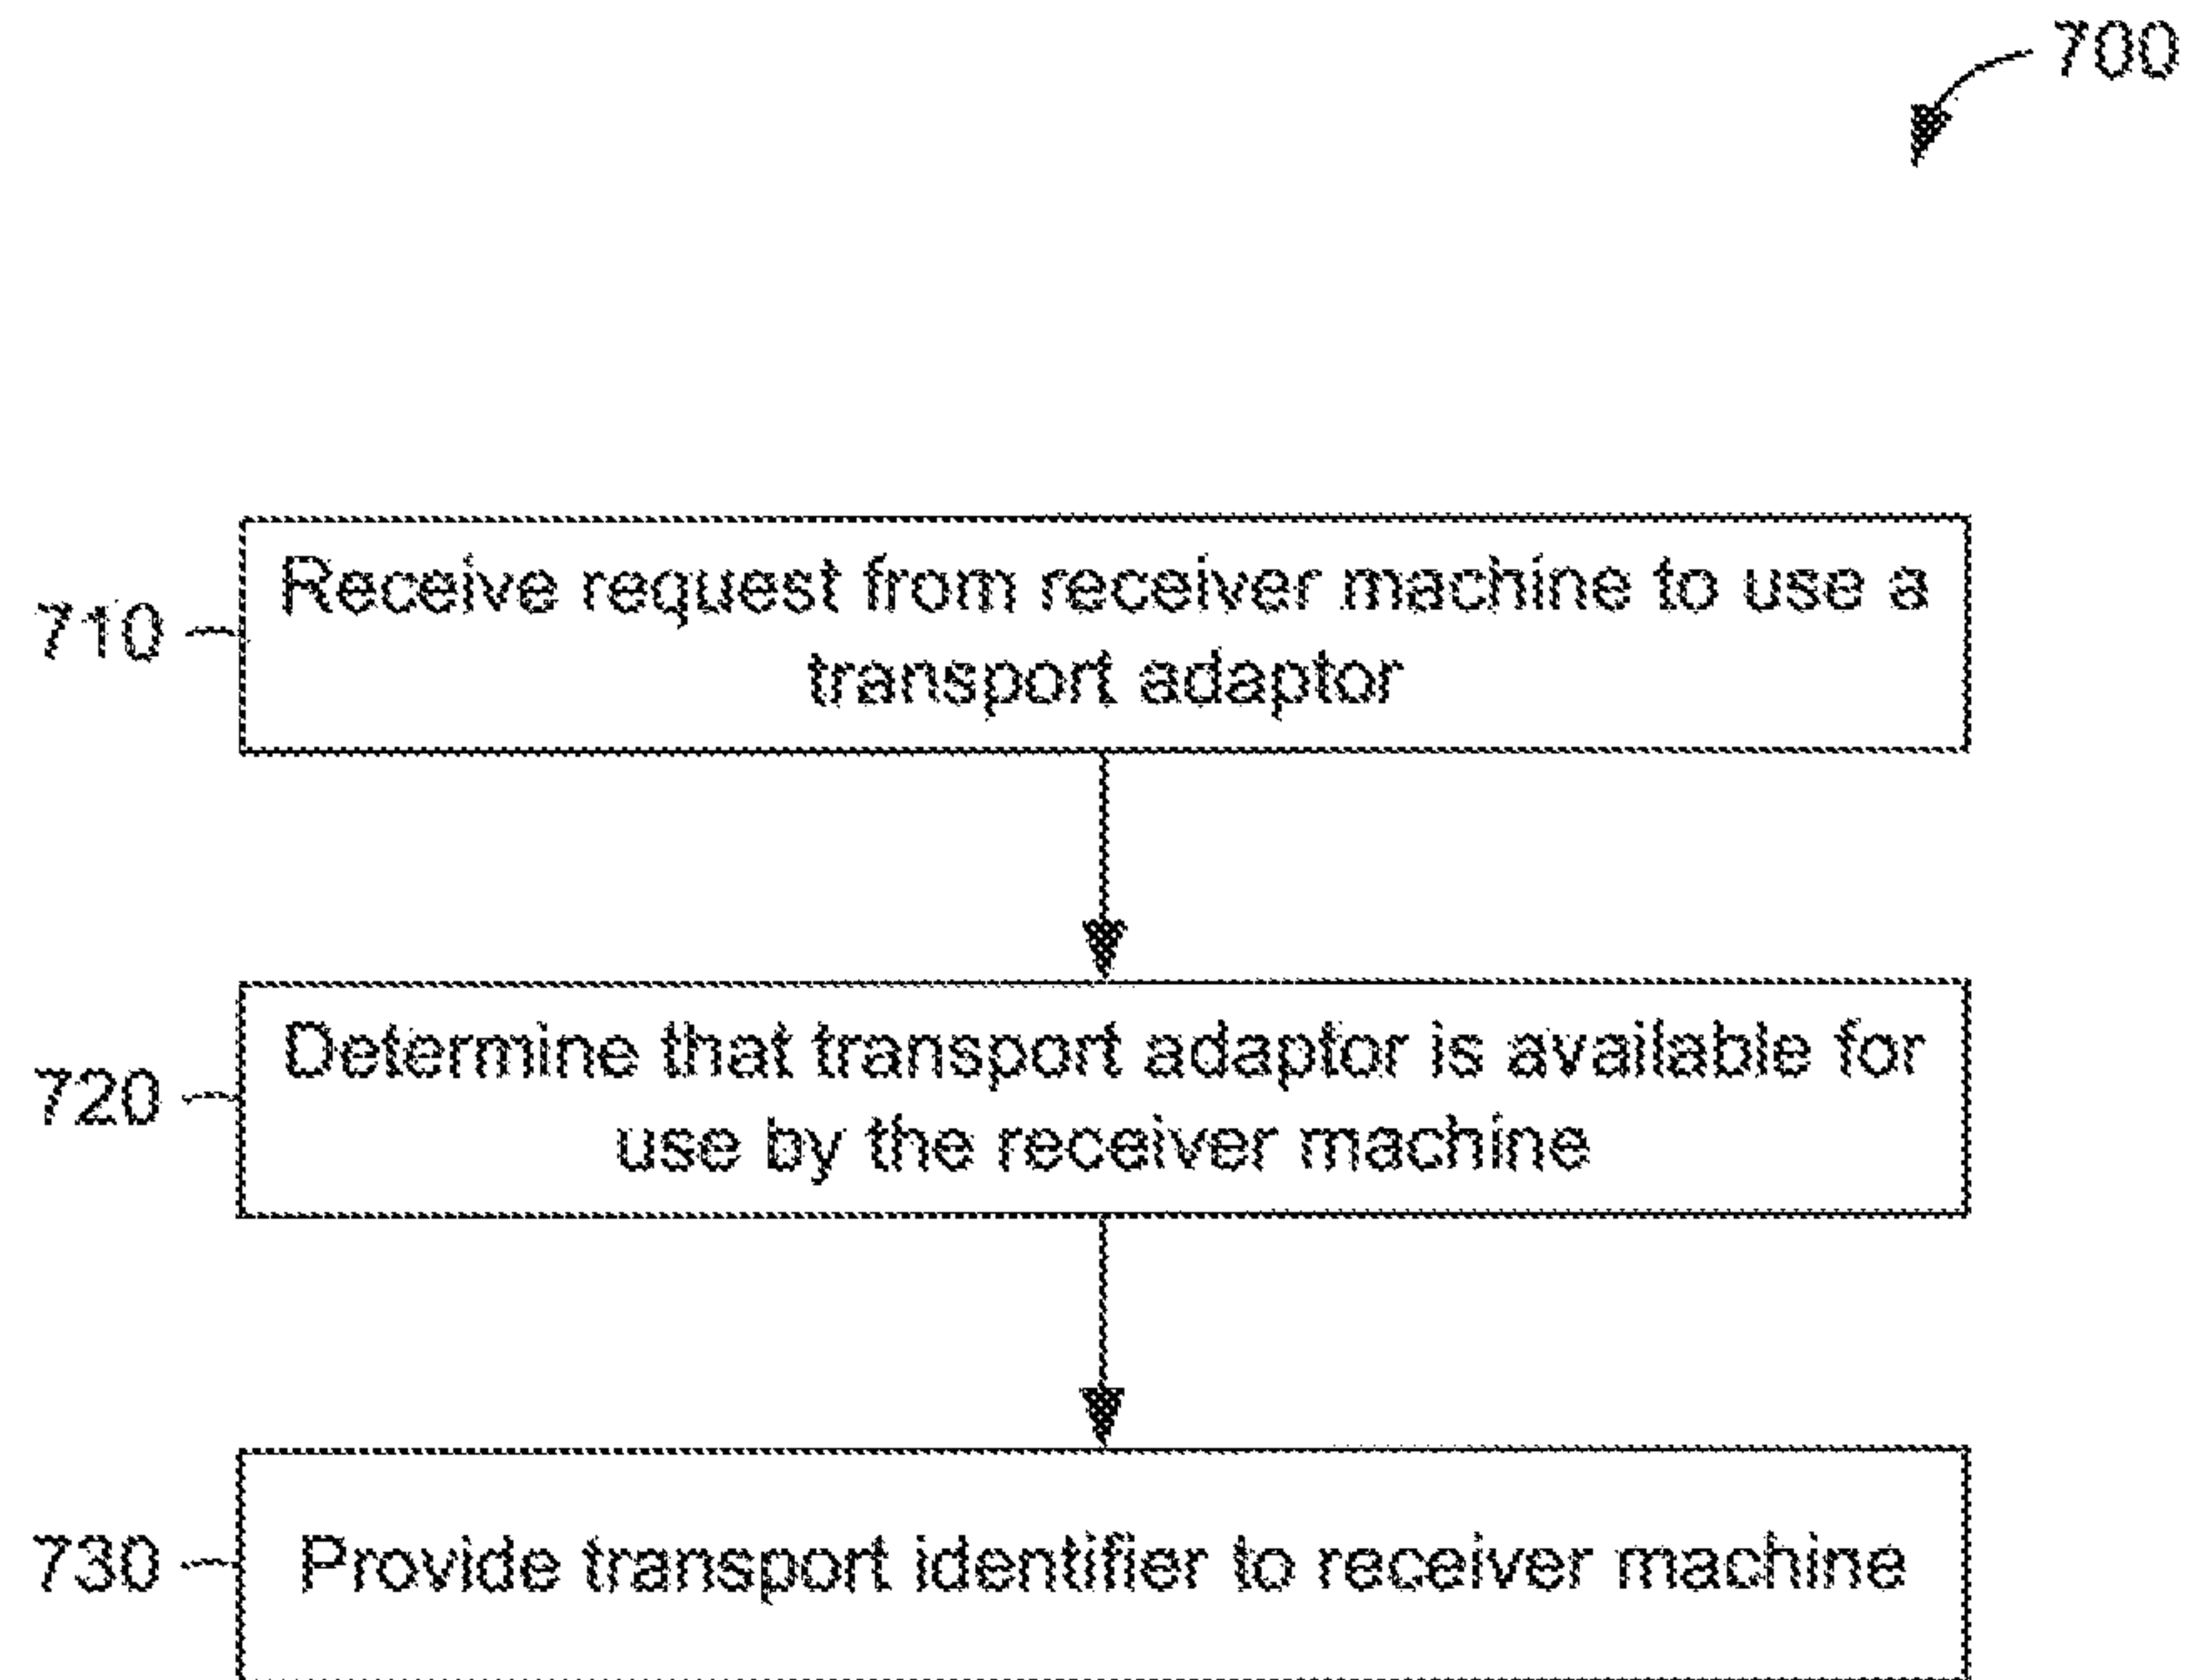 700
710
Receive request from receiver machine to use a
transport adaptor
720
Determine that transport adaptor is available for
use by the receiver machine
730
Provide transport identifier to receiver machine